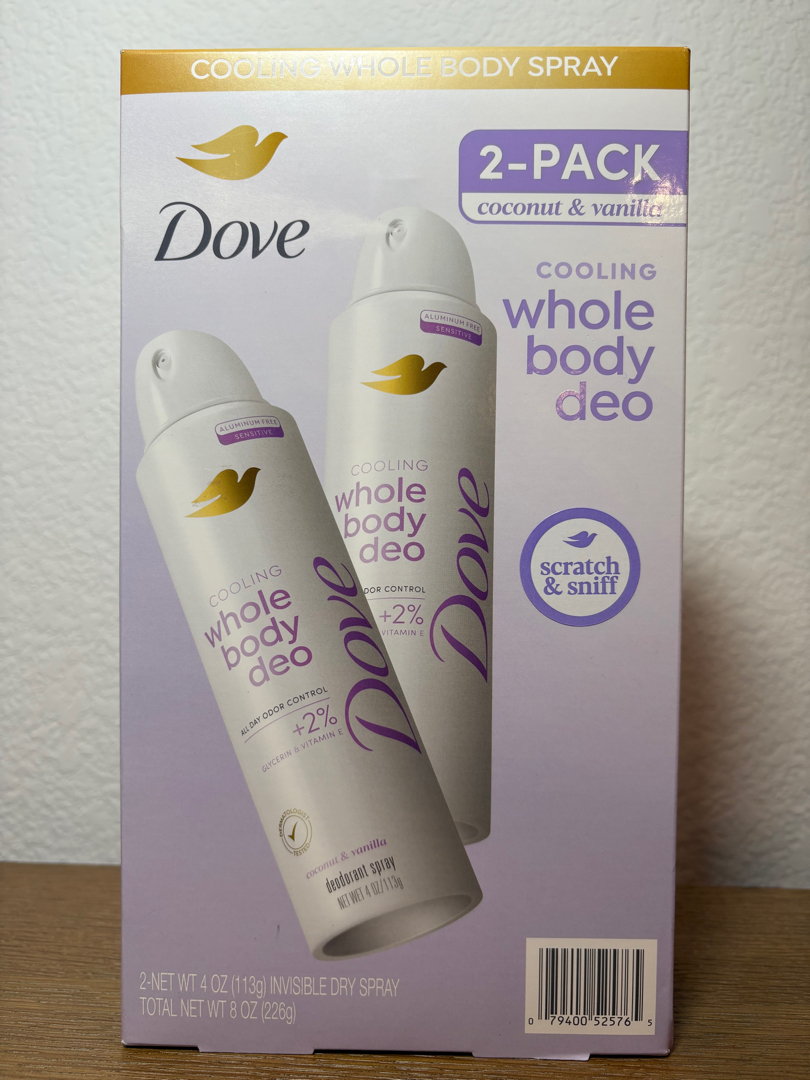 COOLING WHOLE BODY SPRAY
Dove
2-PACK
coconut & vanilla
COOLING
whole
body
deo
scratch
& sniff
ALUMINUM FREE
SENSITIVE
COOLING
whole
body
deo
Dove
ALL DAY ODOR CONTROL
+2%
GLYCERIN & VITAMIN E
DERMATOLOGIST
TESTED
coconut & vanilla
deodorant spray
NET WT 4 OZ/113g
ALUMINUM FREE
SENSITIVE
COOLING
whole
body
deo
Dove
DOR CONTROL
+2%
VITAMIN E
2-NET WT 4 OZ (113g) INVISIBLE DRY SPRAY
TOTAL NET WT 8 OZ (226g)
0 79400 52576 5